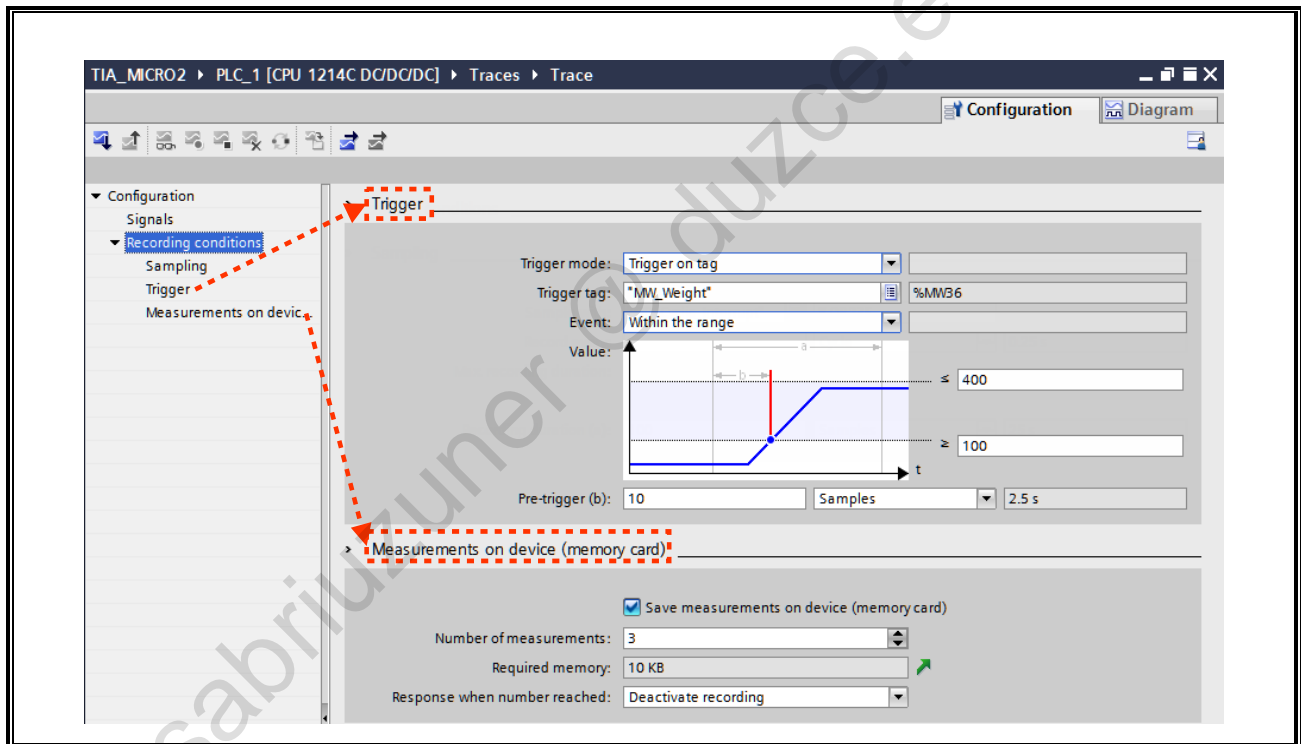 TIA_MICRO2 ▸ PLC_1 [CPU 1214C DC/DC/DC] ▸ Traces ▸ Trace
Configuration
Diagram
Configuration
Signals
Recording conditions
Sampling
Trigger
Measurements on devic...
Trigger
Trigger mode: Trigger on tag
Trigger tag: "MW_Weight" %MW36
Event: Within the range
Value:
a
b
≤ 400
≥ 100
t
Pre-trigger (b): 10 Samples 2.5 s
Measurements on device (memory card)
Save measurements on device (memory card)
Number of measurements: 3
Required memory: 10 KB
Response when number reached: Deactivate recording
sabriuzuner @ duzce.e